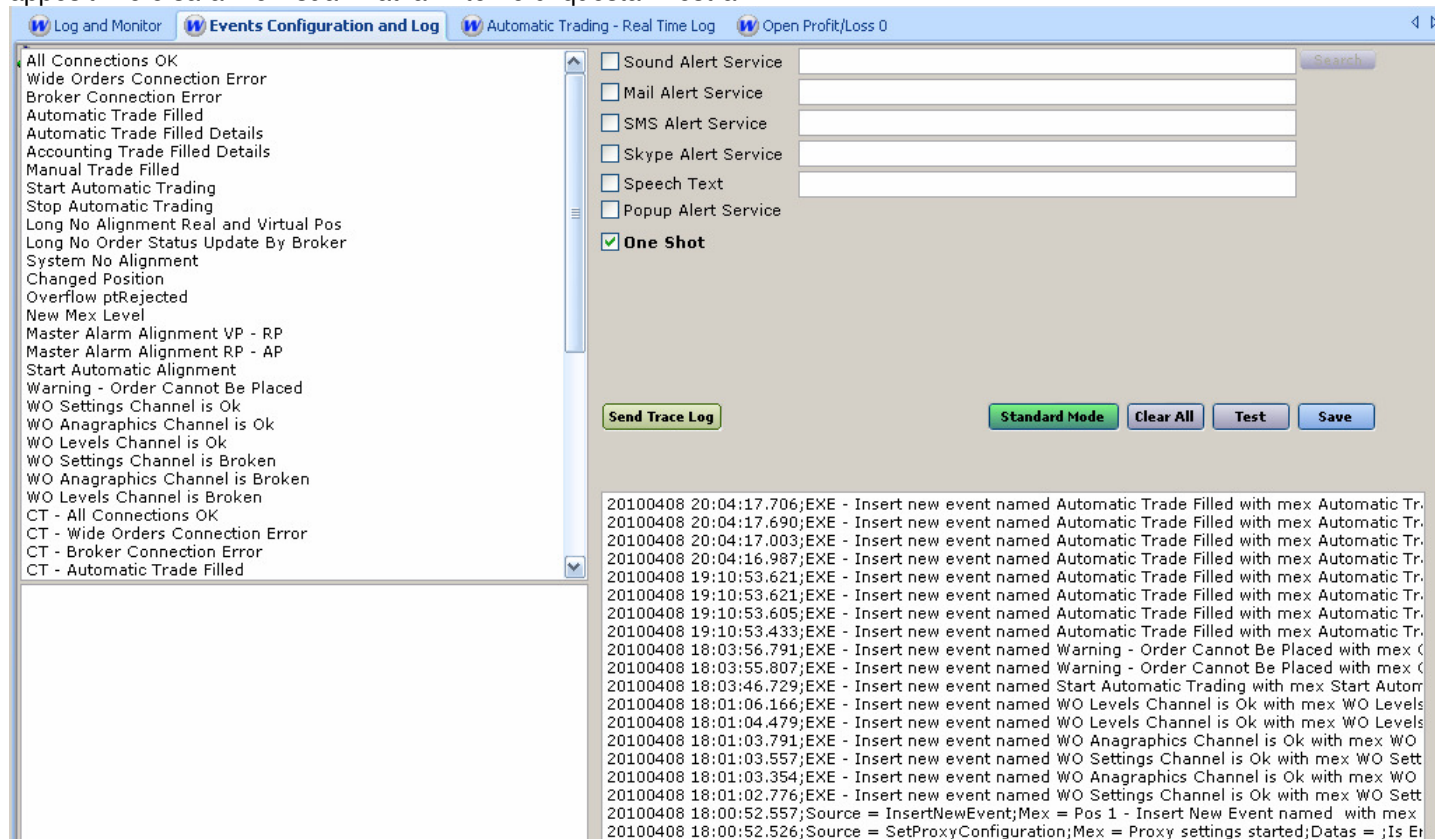 Log and Monitor
Events Configuration and Log
Automatic Trading - Real Time Log
Open Profit/Loss 0
All Connections OK
Wide Orders Connection Error
Broker Connection Error
Automatic Trade Filled
Automatic Trade Filled Details
Accounting Trade Filled Details
Manual Trade Filled
Start Automatic Trading
Stop Automatic Trading
Long No Alignment Real and Virtual Pos
Long No Order Status Update By Broker
System No Alignment
Changed Position
Overflow ptRejected
New Mex Level
Master Alarm Alignment VP - RP
Master Alarm Alignment RP - AP
Start Automatic Alignment
Warning - Order Cannot Be Placed
WO Settings Channel is Ok
WO Anagraphics Channel is Ok
WO Levels Channel is Ok
WO Settings Channel is Broken
WO Anagraphics Channel is Broken
WO Levels Channel is Broken
CT - All Connections OK
CT - Wide Orders Connection Error
CT - Broker Connection Error
CT - Automatic Trade Filled
Sound Alert Service
Search
Mail Alert Service
SMS Alert Service
Skype Alert Service
Speech Text
Popup Alert Service
One Shot
Send Trace Log
Standard Mode
Clear All
Test
Save
20100408 20:04:17.706;EXE - Insert new event named Automatic Trade Filled with mex Automatic Tr
20100408 20:04:17.690;EXE - Insert new event named Automatic Trade Filled with mex Automatic Tr
20100408 20:04:17.003;EXE - Insert new event named Automatic Trade Filled with mex Automatic Tr
20100408 20:04:16.987;EXE - Insert new event named Automatic Trade Filled with mex Automatic Tr
20100408 19:10:53.621;EXE - Insert new event named Automatic Trade Filled with mex Automatic Tr
20100408 19:10:53.621;EXE - Insert new event named Automatic Trade Filled with mex Automatic Tr
20100408 19:10:53.605;EXE - Insert new event named Automatic Trade Filled with mex Automatic Tr
20100408 19:10:53.433;EXE - Insert new event named Automatic Trade Filled with mex Automatic Tr
20100408 18:03:56.791;EXE - Insert new event named Warning - Order Cannot Be Placed with mex
20100408 18:03:55.807;EXE - Insert new event named Warning - Order Cannot Be Placed with mex
20100408 18:03:46.729;EXE - Insert new event named Start Automatic Trading with mex Start Autom
20100408 18:01:06.166;EXE - Insert new event named WO Levels Channel is Ok with mex WO Levels
20100408 18:01:04.479;EXE - Insert new event named WO Levels Channel is Ok with mex WO Levels
20100408 18:01:03.791;EXE - Insert new event named WO Anagraphics Channel is Ok with mex WO
20100408 18:01:03.557;EXE - Insert new event named WO Settings Channel is Ok with mex WO Sett
20100408 18:01:03.354;EXE - Insert new event named WO Anagraphics Channel is Ok with mex WO
20100408 18:01:02.776;EXE - Insert new event named WO Settings Channel is Ok with mex WO Sett
20100408 18:00:52.557;Source = InsertNewEvent;Mex = Pos 1 - Insert New Event named  with mex
20100408 18:00:52.526;Source = SetProxyConfiguration;Mex = Proxy settings started;Datas = ;Is Er